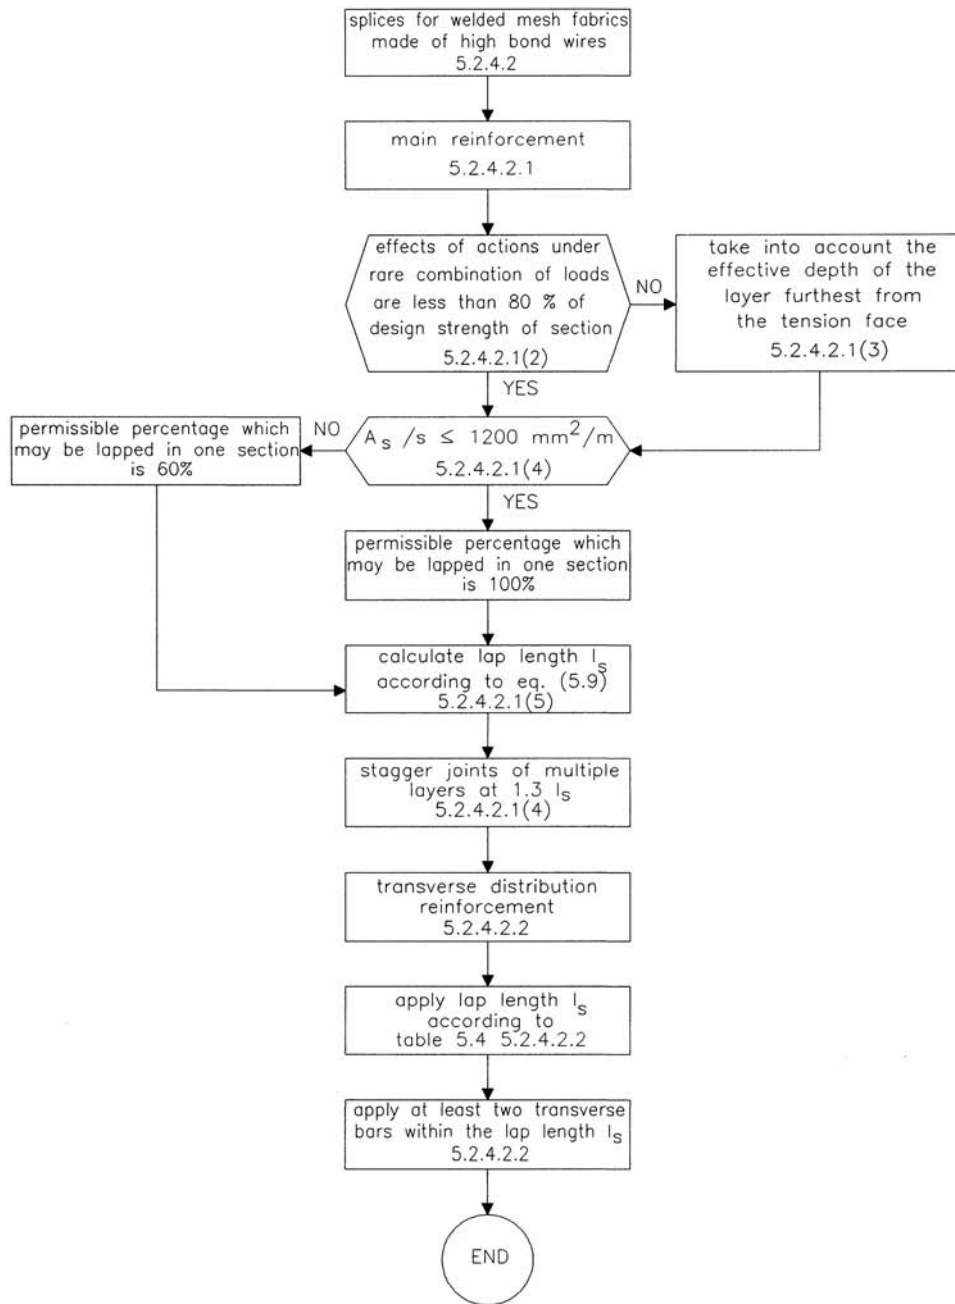 splices for welded mesh fabrics
made of high bond wires
5.2.4.2
main reinforcement
5.2.4.2.1
effects of actions under
rare combination of loads
are less than 80 % of
design strength of section
5.2.4.2.1(2)
NO
take into account the
effective depth of the
layer furthest from
the tension face
5.2.4.2.1(3)
YES
permissible percentage which
may be lapped in one section
is 60%
NO
A_s /s ≤ 1200 mm²/m
5.2.4.2.1(4)
YES
permissible percentage which
may be lapped in one section
is 100%
calculate lap length l_s
according to eq. (5.9)
5.2.4.2.1(5)
stagger joints of multiple
layers at 1.3 l_s
5.2.4.2.1(4)
transverse distribution
reinforcement
5.2.4.2.2
apply lap length l_s
according to
table 5.4 5.2.4.2.2
apply at least two transverse
bars within the lap length l_s
5.2.4.2.2
END